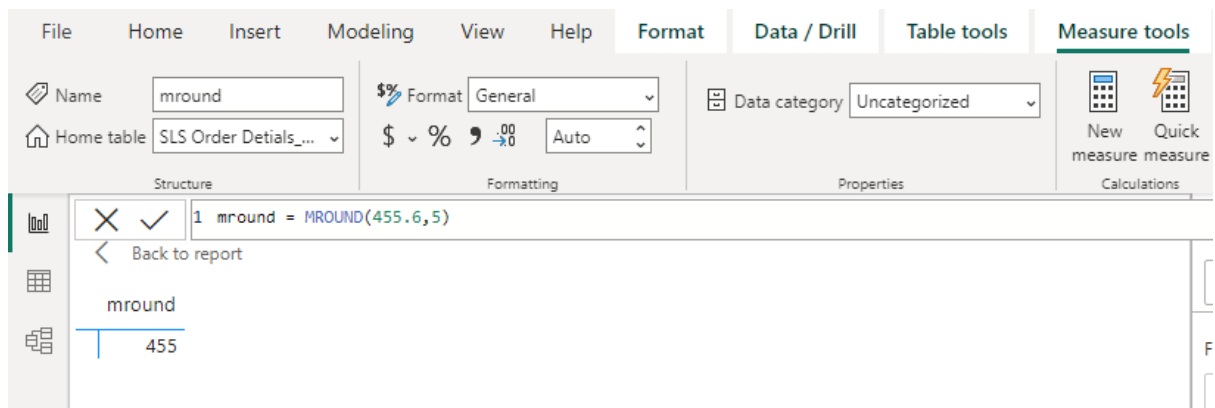 File Home Insert Modeling View Help Format Data / Drill Table tools Measure tools
Name mround
Home table SLS Order Detials_...
Structure
$% Format General
$ % 9 .00 →.0 Auto
Formatting
Data category Uncategorized
Properties
New measure
Quick measure
Calculations
1 mround = MROUND(455.6,5)
Back to report
mround
455
F